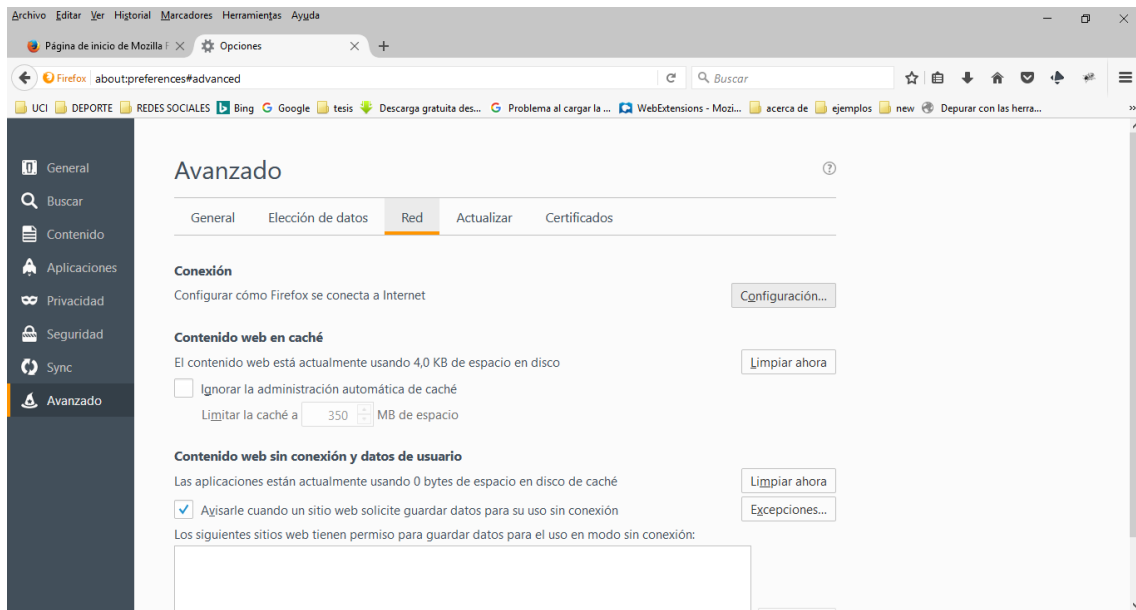 Archivo Editar Ver Historial Marcadores Herramientas Ayuda
Página de inicio de Mozilla F
Opciones
Firefox about:preferences#advanced
Buscar
UCI DEPORTE REDES SOCIALES Bing Google tesis Descarga gratuita des... Problema al cargar la ... WebExtensions - Mozi... acerca de ejemplos new Depurar con las herra...
General
Buscar
Contenido
Aplicaciones
Privacidad
Seguridad
Sync
Avanzado
Avanzado
General Elección de datos Red Actualizar Certificados
Conexión
Configurar cómo Firefox se conecta a Internet
Configuración...
Contenido web en caché
El contenido web está actualmente usando 4,0 KB de espacio en disco
Limpiar ahora
Ignorar la administración automática de caché
Limitar la caché a 350 MB de espacio
Contenido web sin conexión y datos de usuario
Las aplicaciones están actualmente usando 0 bytes de espacio en disco de caché
Limpiar ahora
Avisarle cuando un sitio web solicite guardar datos para su uso sin conexión
Excepciones...
Los siguientes sitios web tienen permiso para guardar datos para el uso en modo sin conexión: